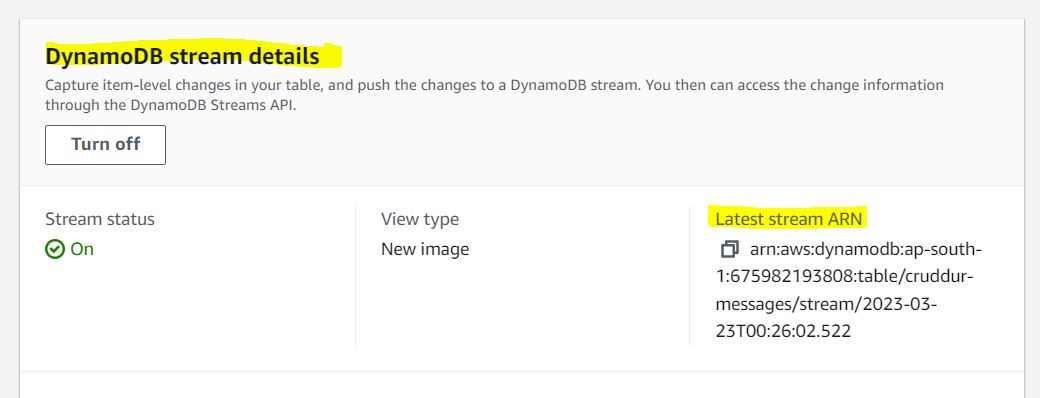 DynamoDB stream details
Capture item-level changes in your table, and push the changes to a DynamoDB stream. You then can access the change information
through the DynamoDB Streams API.
Turn off
Stream status
On
View type
New image
Latest stream ARN
arn:aws:dynamodb:ap-south-
1:675982193808:table/cruddur-
messages/stream/2023-03-
23T00:26:02.522